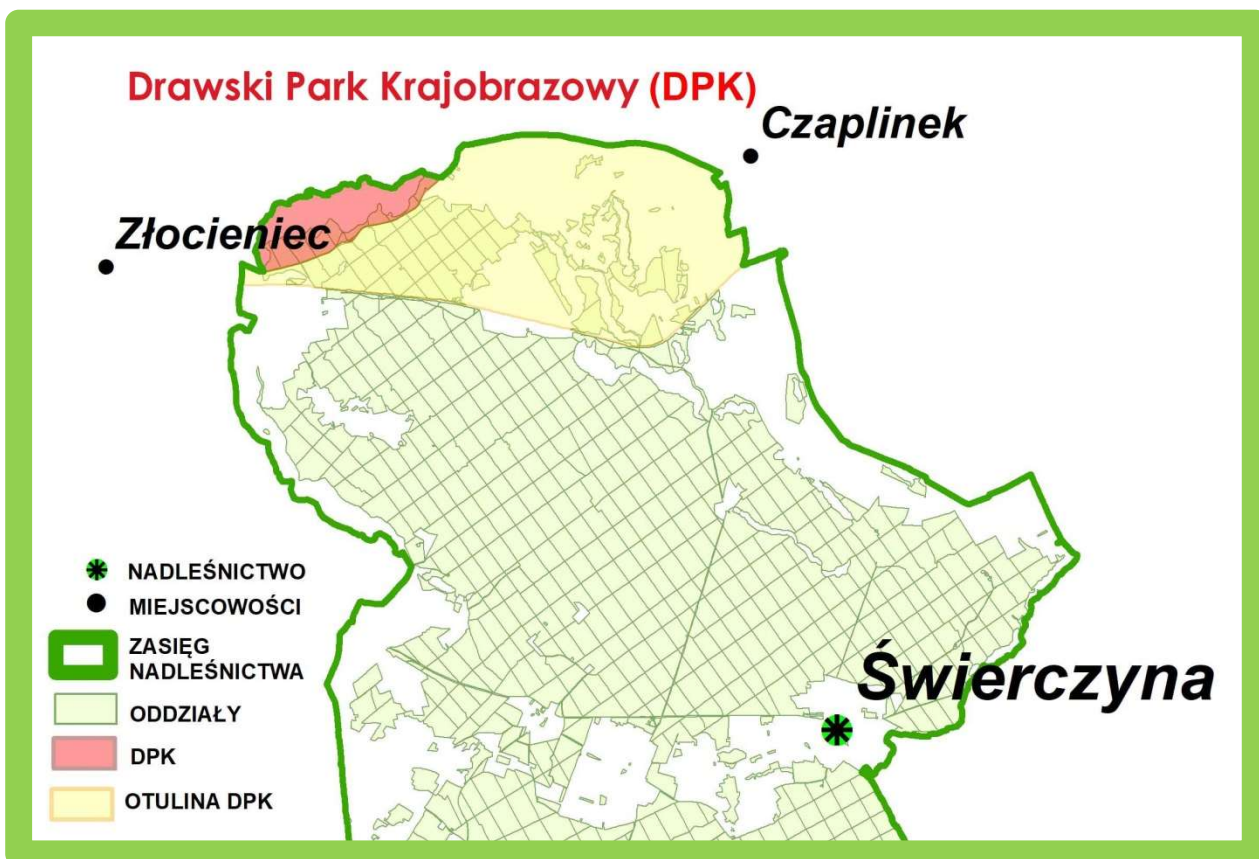 Drawski Park Krajobrazowy (DPK)
Czaplinek
Złocieniec
NADLEŚNICTWO
MIEJSCOWOŚCI
ZASIĘG
NADLEŚNICTWA
ODDZIAŁY
DPK
OTULINA DPK
Świerczyna